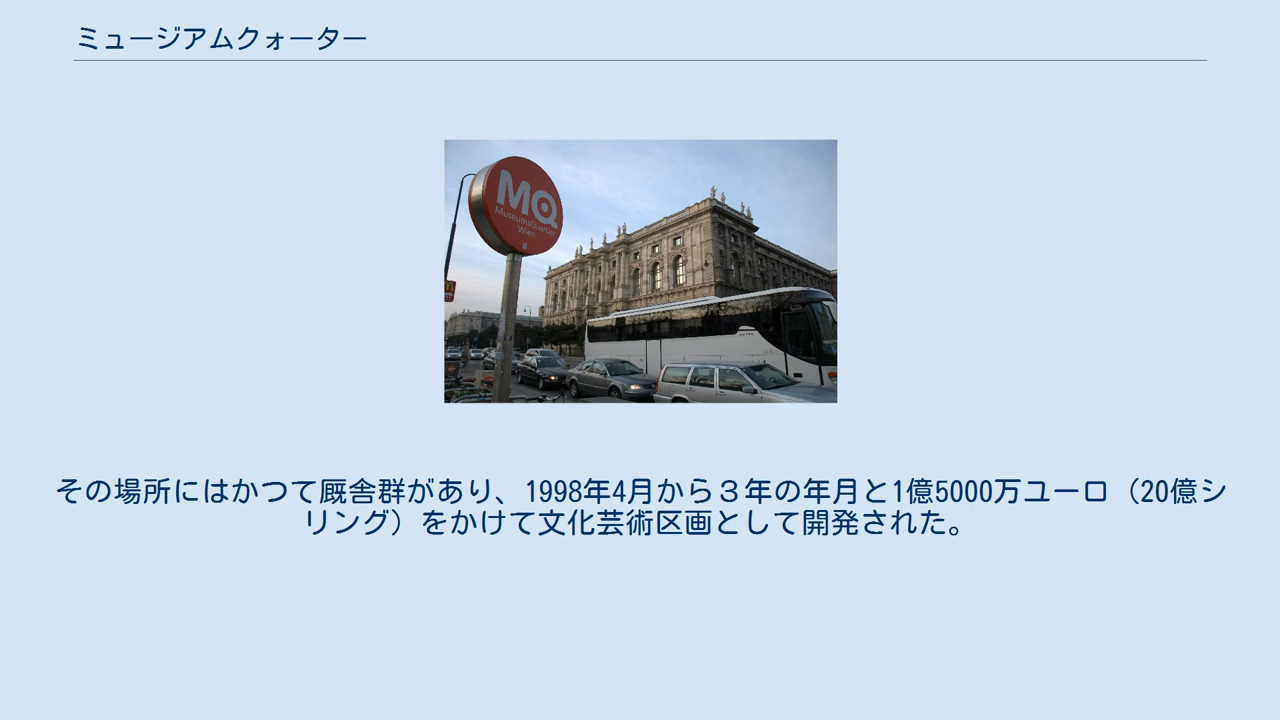 ミュージアムクォーター
MQ
MuseumsQuartier
Wien
その場所にはかつて厩舎群があり、1998年4月から３年の年月と1億5000万ユーロ（20億シ
リング）をかけて文化芸術区画として開発された。